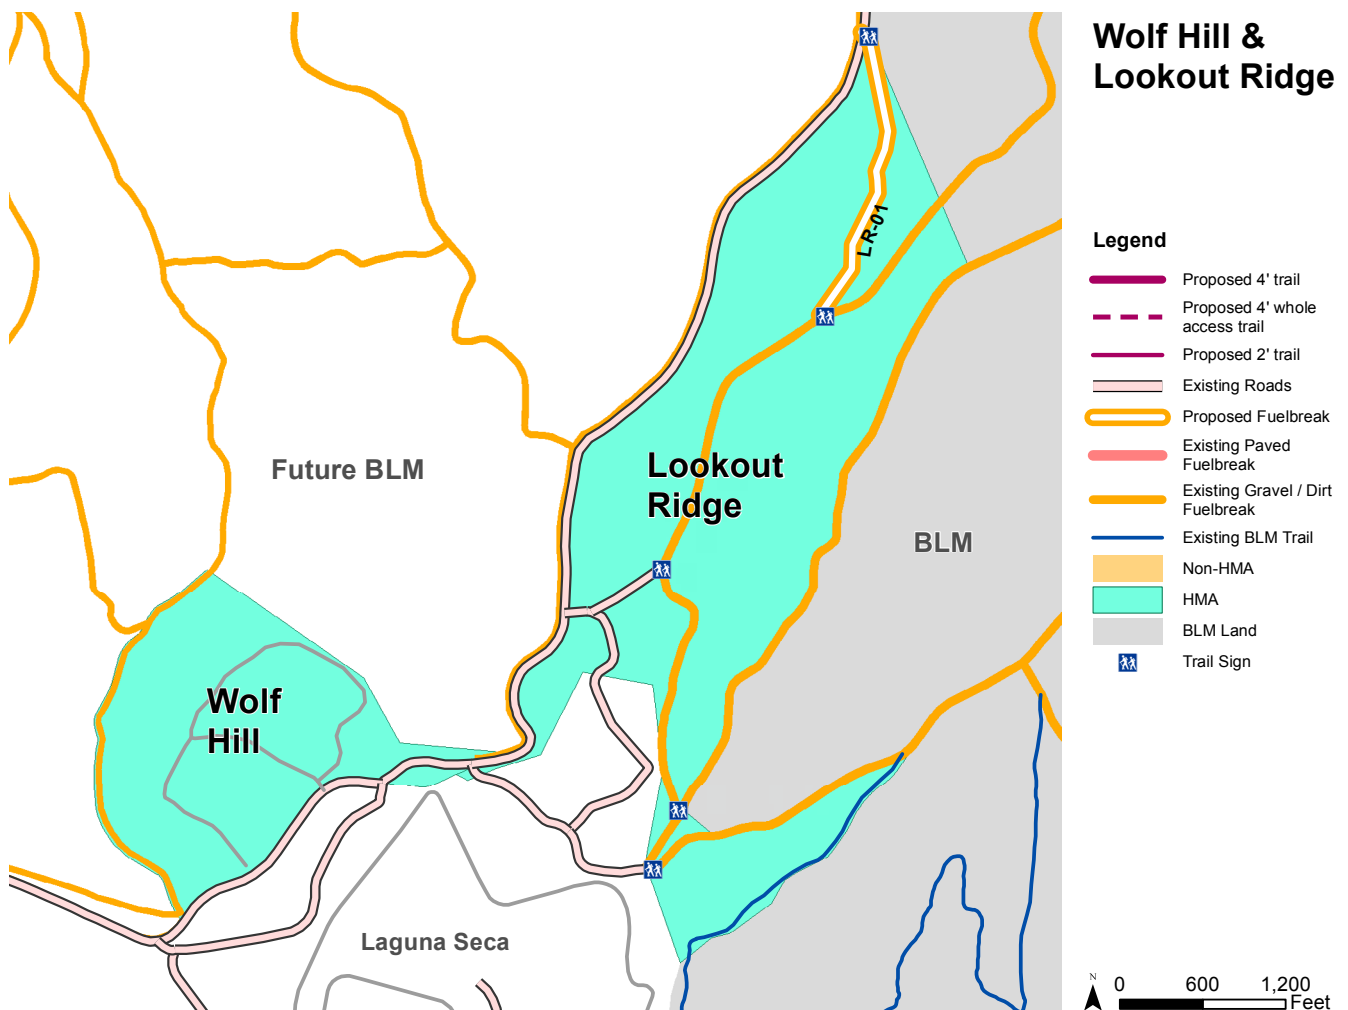 Wolf Hill &
Lookout Ridge
LR-01
Future BLM
Lookout
Ridge
BLM
Wolf
Hill
Laguna Seca
Legend
Proposed 4' trail
Proposed 4' whole
access trail
Proposed 2' trail
Existing Roads
Proposed Fuelbreak
Existing Paved
Fuelbreak
Existing Gravel / Dirt
Fuelbreak
Existing BLM Trail
Non-HMA
HMA
BLM Land
Trail Sign
N
0 600 1,200
Feet